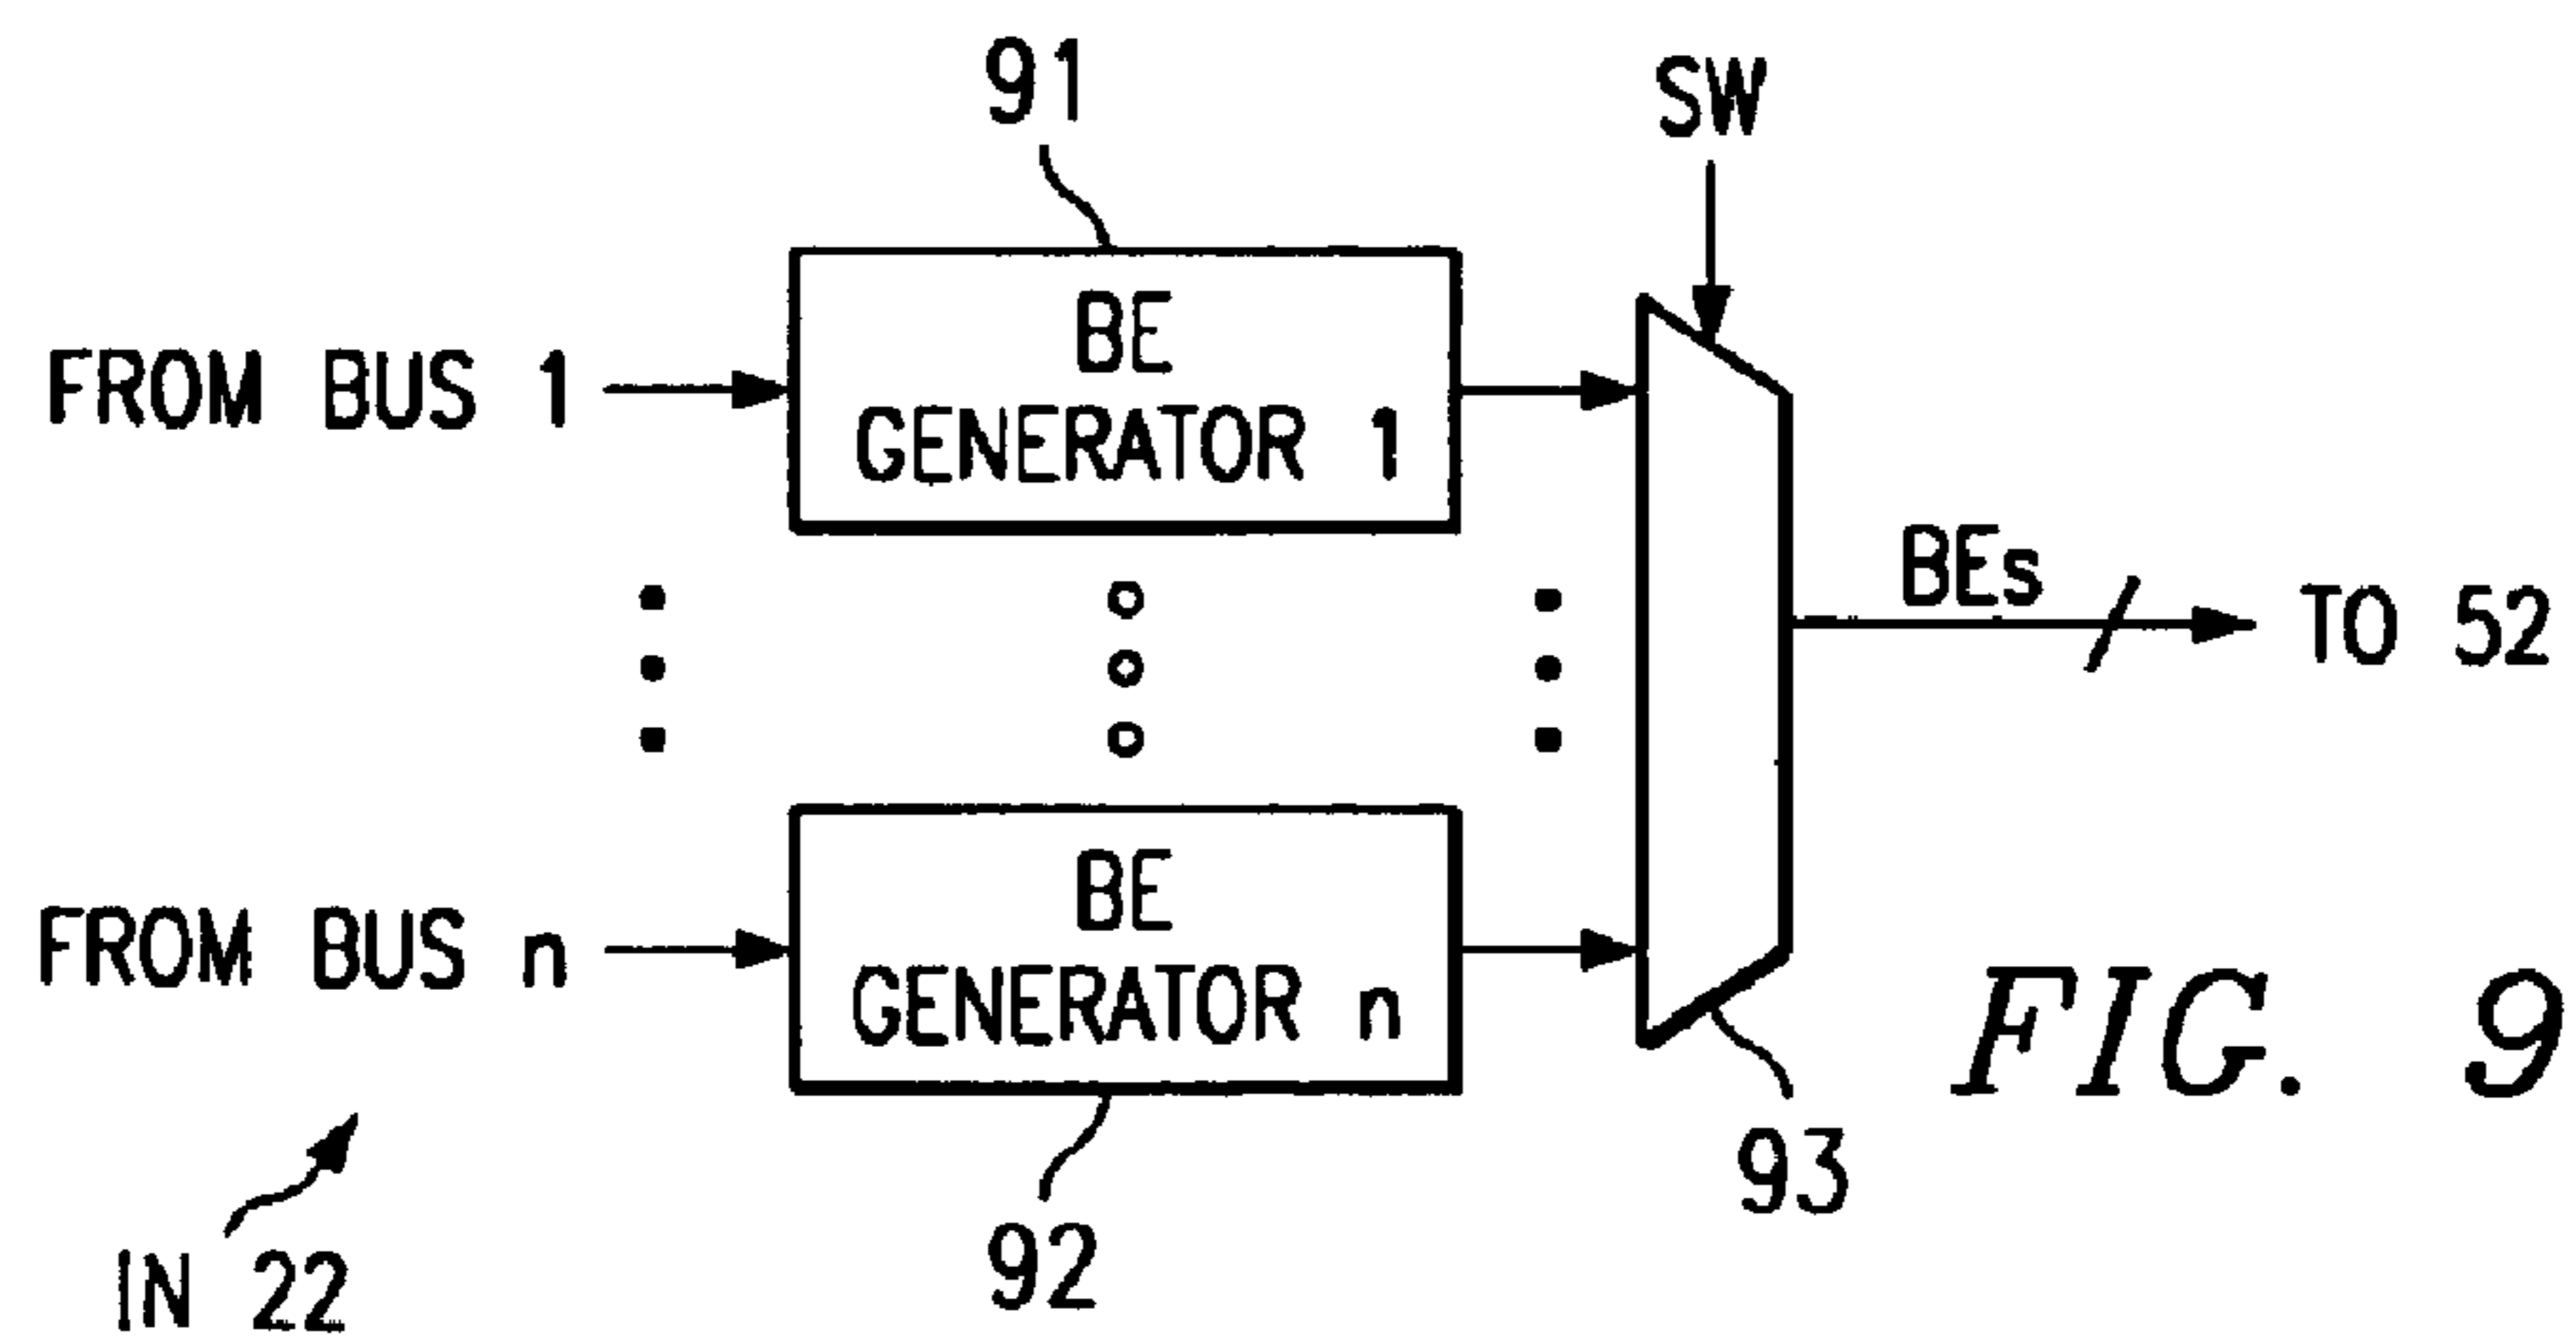 91
SW
FROM BUS 1
BE
GENERATOR 1
BEs
TO 52
FROM BUS n
BE
GENERATOR n
FIG. 9
93
92
IN 22